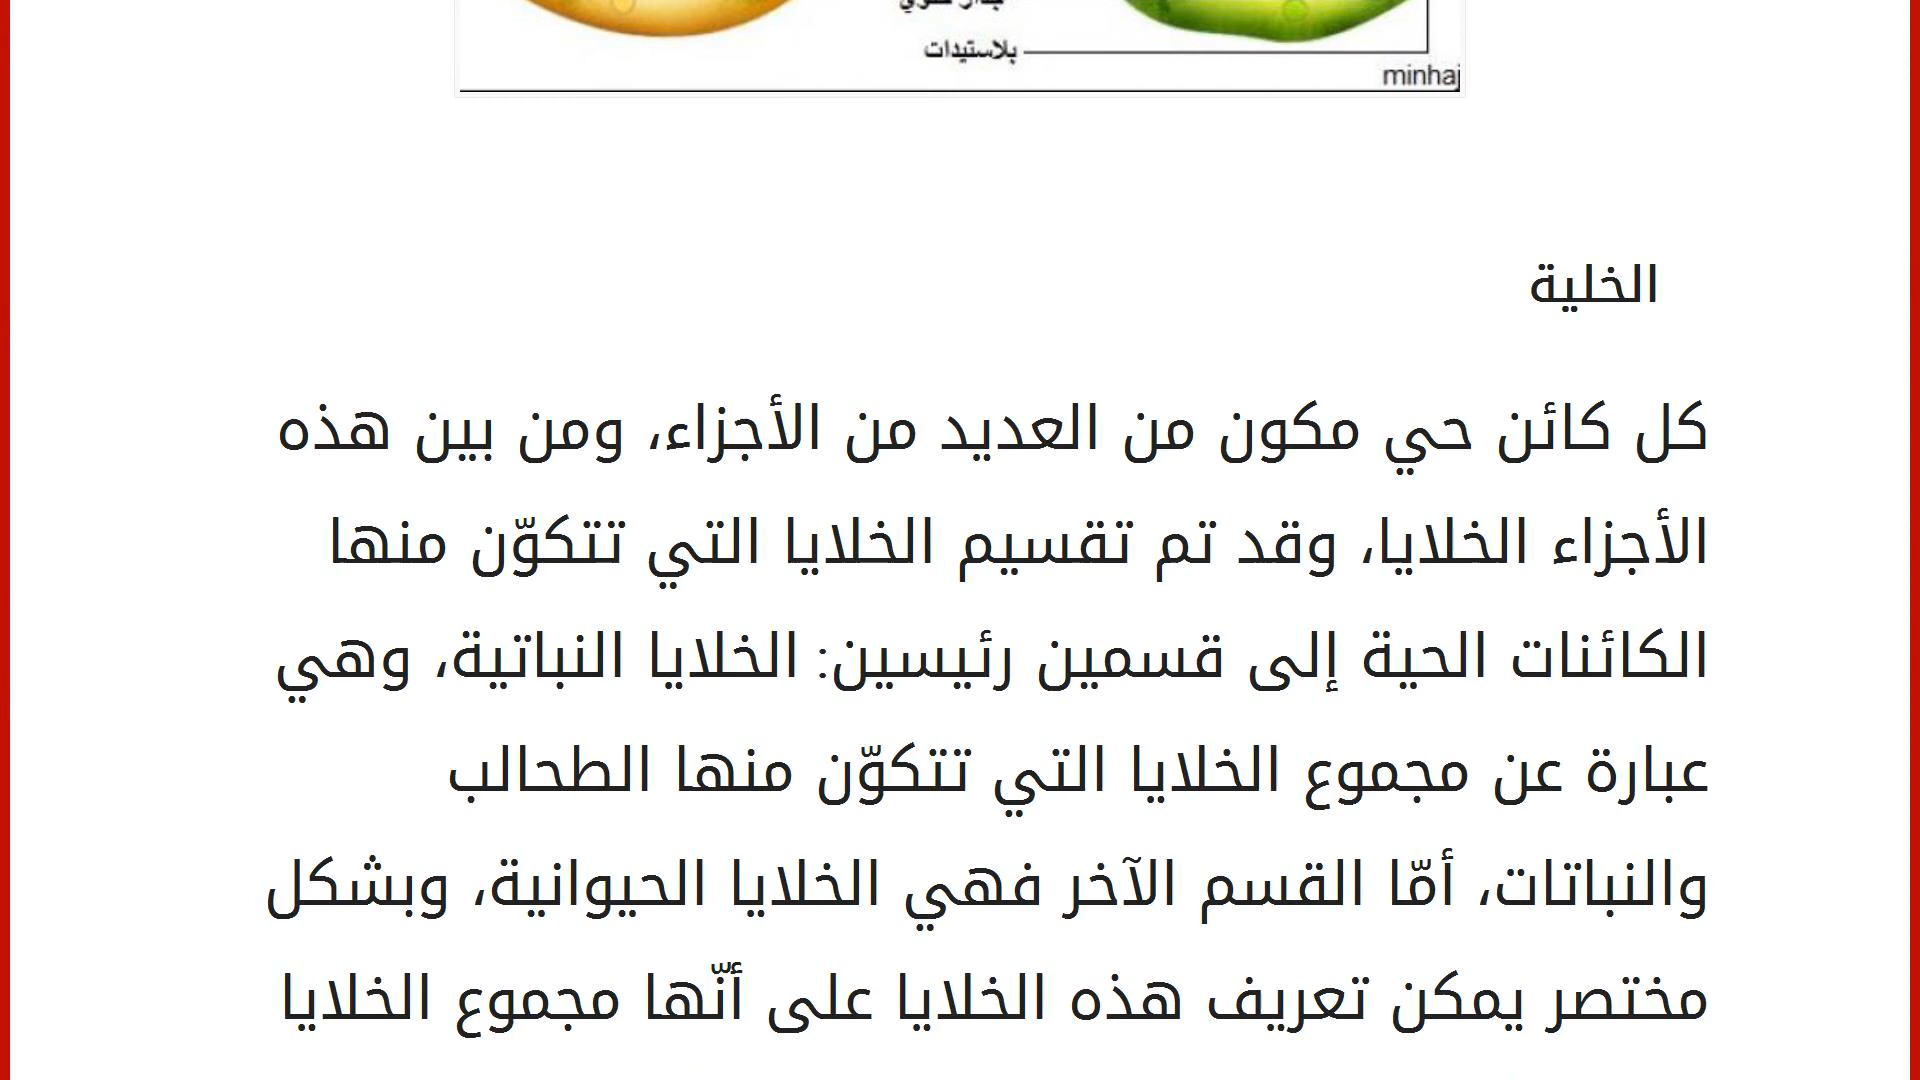 بلاستيدات
minhaj
الخلية
كل كائن حي مكون من العديد من الأجزاء، ومن بين هذه
الأجزاء الخلايا، وقد تم تقسيم الخلايا التي تتكوّن منها
الكائنات الحية إلى قسمين رئيسين: الخلايا النباتية، وهي
عبارة عن مجموع الخلايا التي تتكوّن منها الطحالب
والنباتات، أمّا القسم الآخر فهي الخلايا الحيوانية، وبشكل
مختصر يمكن تعريف هذه الخلايا على أنّها مجموع الخلايا